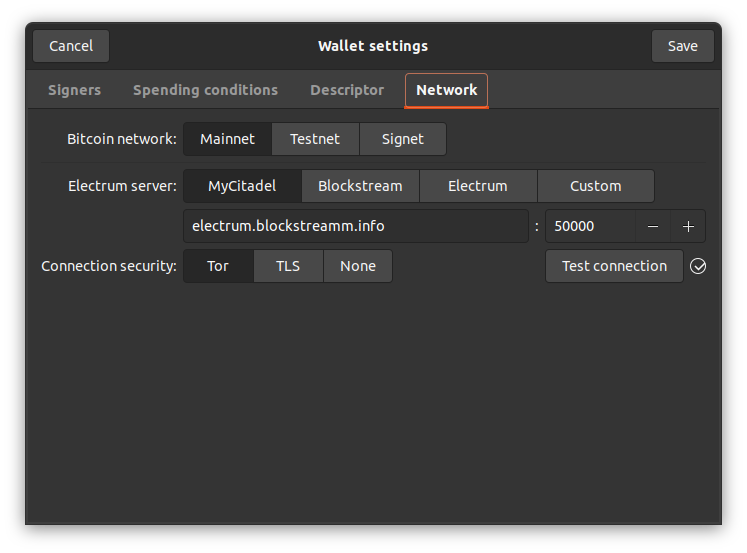 Cancel Wallet settings Save
Signers Spending conditions Descriptor Network
Bitcoin network: Mainnet Testnet Signet
Electrum server: MyCitadel Blockstream Electrum Custom
electrum.blockstreamm.info : 50000 − +
Connection security: Tor TLS None Test connection